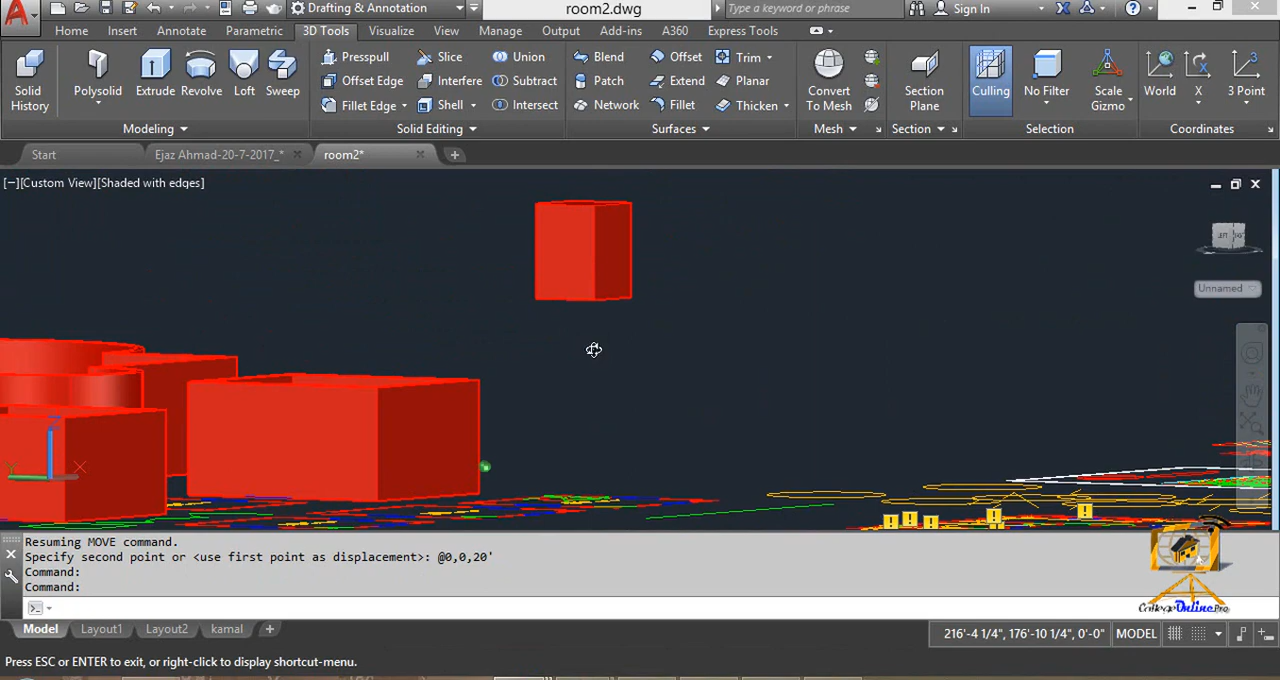 Drafting & Annotation
room2.dwg
Type a keyword or phrase
Sign In
Home Insert Annotate Parametric 3D Tools Visualize View Manage Output Add-ins A360 Express Tools
Solid History
Polysolid
Extrude
Revolve
Loft
Sweep
Presspull
Offset Edge
Fillet Edge
Slice
Interfere
Shell
Union
Subtract
Intersect
Blend
Patch
Network
Offset
Extend
Fillet
Trim
Planar
Thicken
Convert To Mesh
Section Plane
Culling
No Filter
Scale Gizmo
World
X
3 Point
Modeling
Solid Editing
Surfaces
Mesh
Section
Selection
Coordinates
Start Ejaz Ahmad-20-7-2017_* room2*
[−][Custom View][Shaded with edges]
Unnamed
Z
Y
X
Resuming MOVE command.
Specify second point or <use first point as displacement>: @0,0,20'
Command:
Command:
College Online Pro
Model Layout1 Layout2 kamal
216'-4 1/4", 176'-10 1/4", 0'-0" MODEL
Press ESC or ENTER to exit, or right-click to display shortcut-menu.